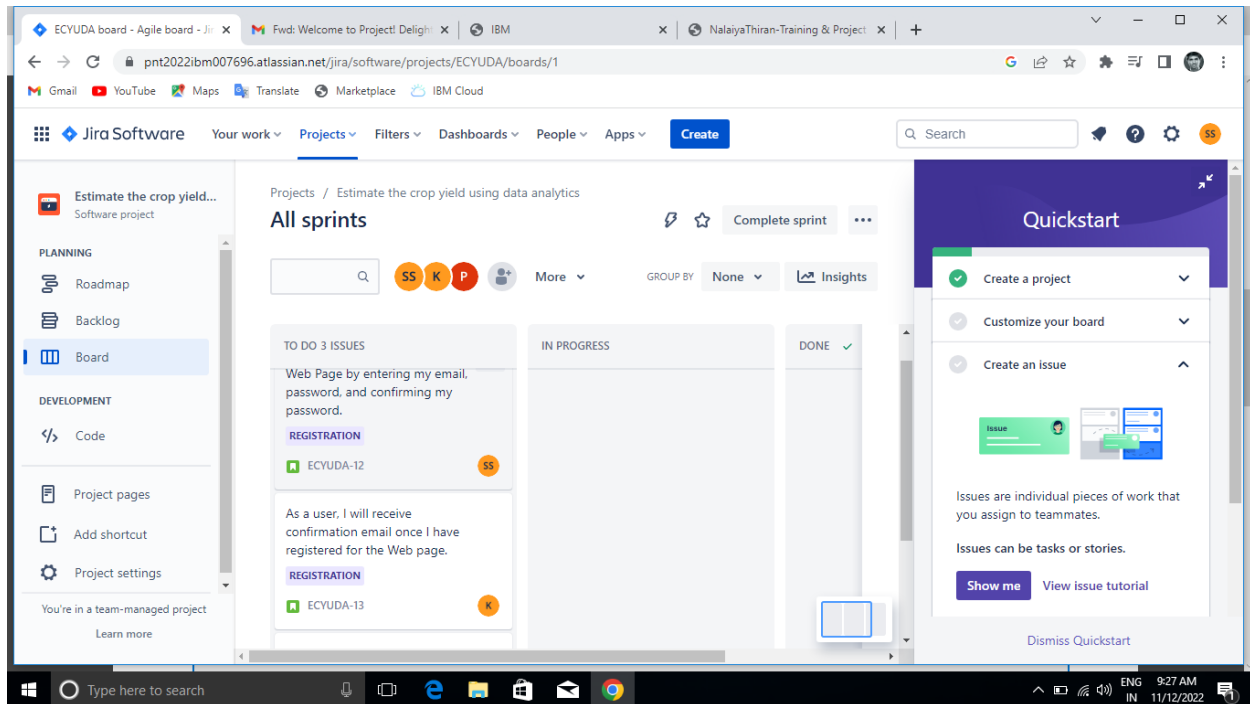 ECYUDA board - Agile board - Jir
Fwd: Welcome to Project! Deligh
IBM
NalaiyaThiran-Training & Project
pnt2022ibm007696.atlassian.net/jira/software/projects/ECYUDA/boards/1
Gmail
YouTube
Maps
Translate
Marketplace
IBM Cloud
Jira Software
Your work
Projects
Filters
Dashboards
People
Apps
Create
Search
SS
Estimate the crop yield...
Software project
PLANNING
Roadmap
Backlog
Board
DEVELOPMENT
Code
Project pages
Add shortcut
Project settings
You're in a team-managed project
Learn more
Projects / Estimate the crop yield using data analytics
All sprints
Complete sprint
SS K P
More
GROUP BY
None
Insights
TO DO 3 ISSUES
Web Page by entering my email,
password, and confirming my
password.
REGISTRATION
ECYUDA-12
SS
As a user, I will receive
confirmation email once I have
registered for the Web page.
REGISTRATION
ECYUDA-13
K
IN PROGRESS
DONE
Quickstart
Create a project
Customize your board
Create an issue
Issue
Issues are individual pieces of work that
you assign to teammates.
Issues can be tasks or stories.
Show me
View issue tutorial
Dismiss Quickstart
Type here to search
ENG
IN
9:27 AM
11/12/2022
1